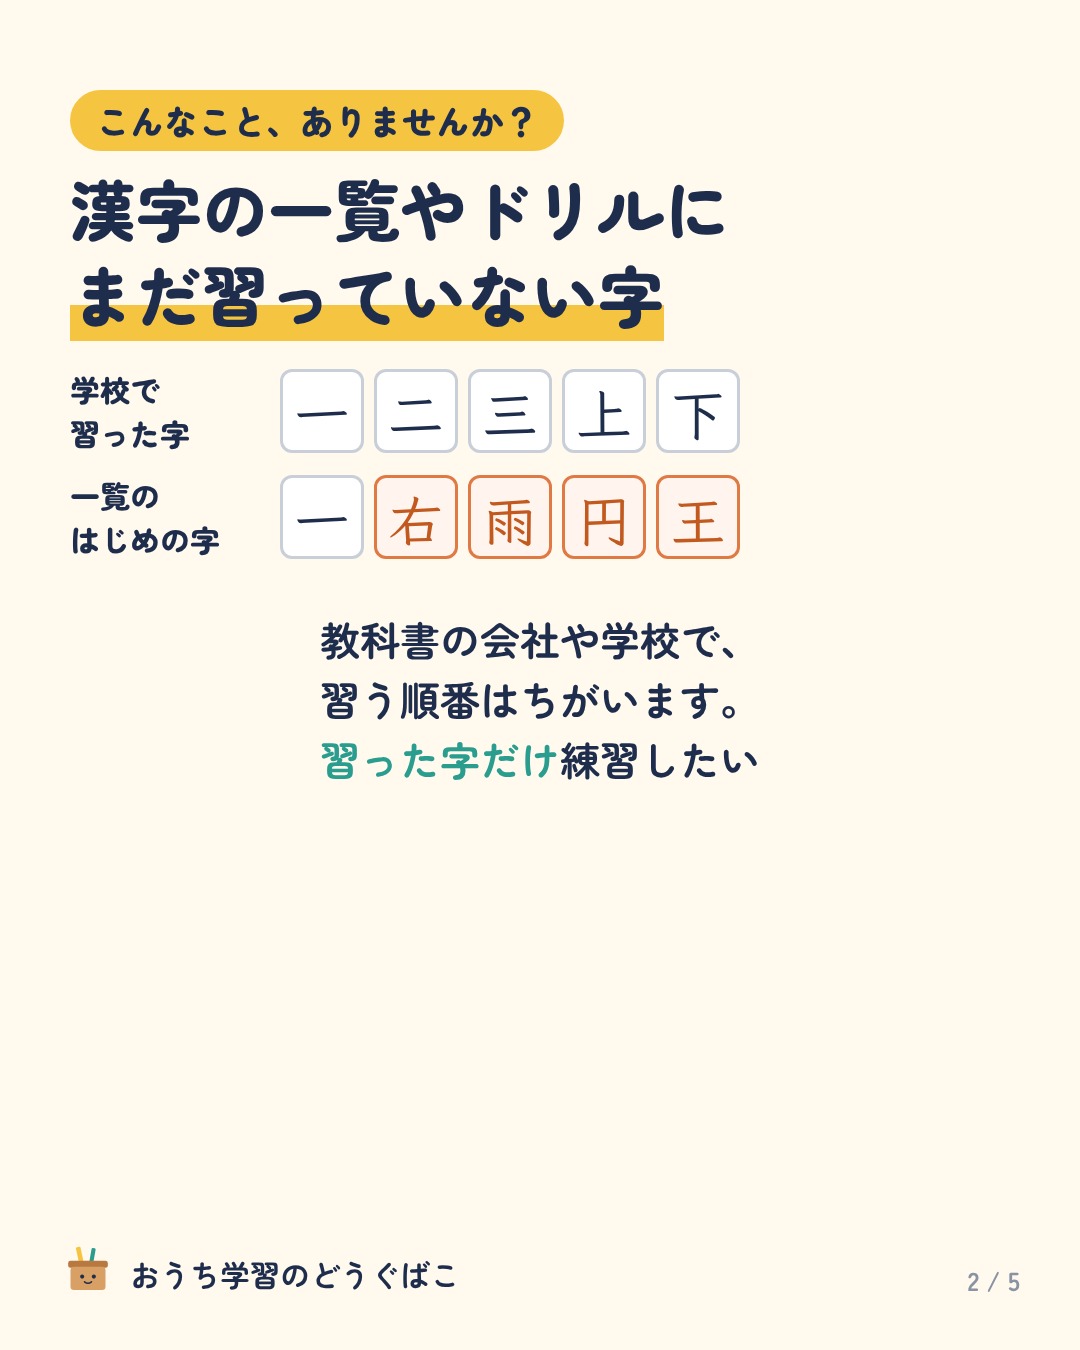 こんなこと、ありませんか？
漢字の一覧やドリルに
まだ習っていない字
学校で
習った字
一 二 三 上 下
一覧の
はじめの字
一 右 雨 円 王
教科書の会社や学校で、
習う順番はちがいます。
習った字だけ練習したい
おうち学習のどうぐばこ
2 / 5